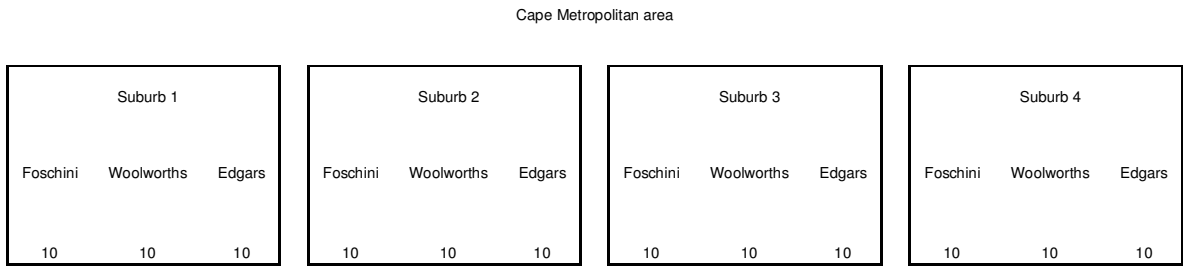 Cape Metropolitan area
Suburb 1 Suburb 2 Suburb 3 Suburb 4
Foschini Woolworths Edgars Foschini Woolworths Edgars Foschini Woolworths Edgars Foschini Woolworths Edgars
10 10 10 10 10 10 10 10 10 10 10 10